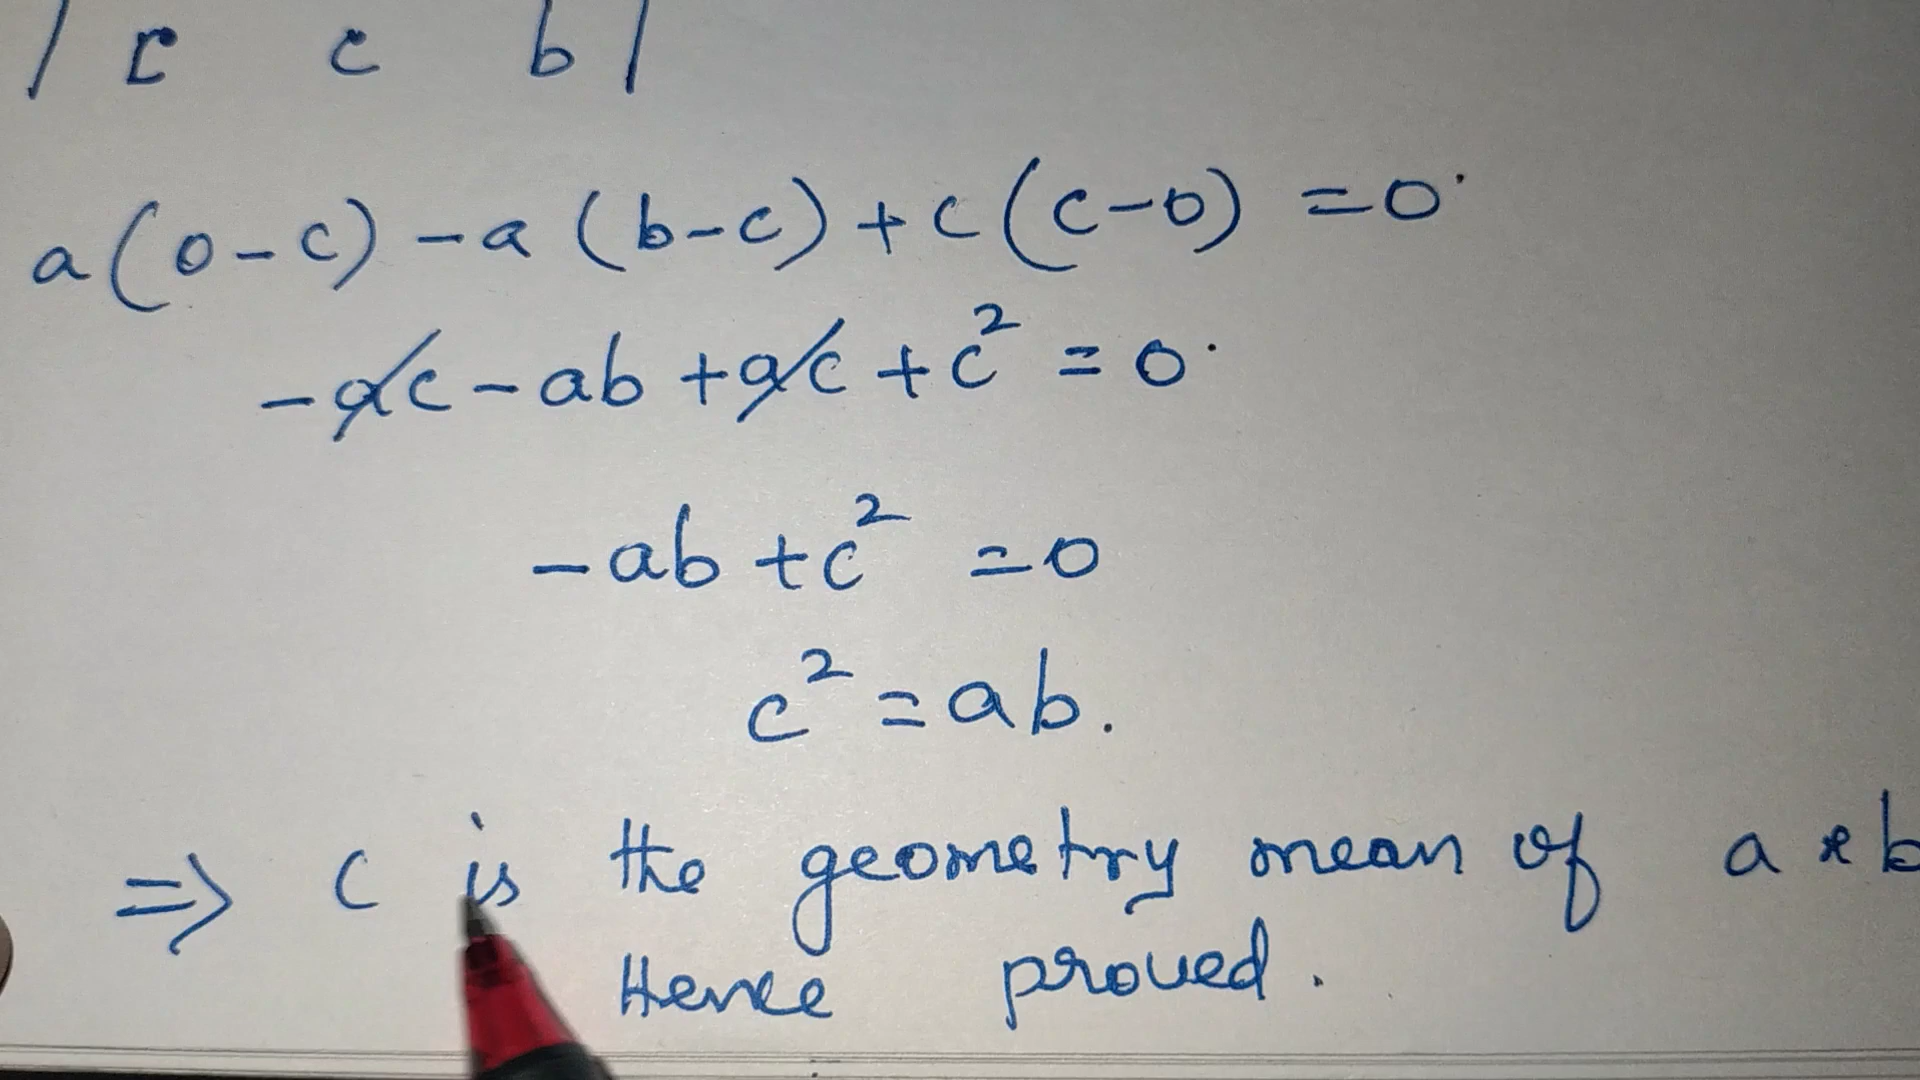 | c c b |
a(0-c) -a (b-c) + c (c-0) =0.
-ac - ab + ac + c² = 0.
-ab + c² =0
c² = ab.
=> C is the geometry mean of a & b
Hence proved.